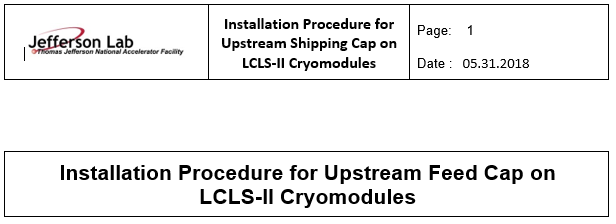 Jefferson Lab
Thomas Jefferson National Accelerator Facility
Installation Procedure for
Upstream Shipping Cap on
LCLS-II Cryomodules
Page: 1
Date : 05.31.2018
Installation Procedure for Upstream Feed Cap on
LCLS-II Cryomodules